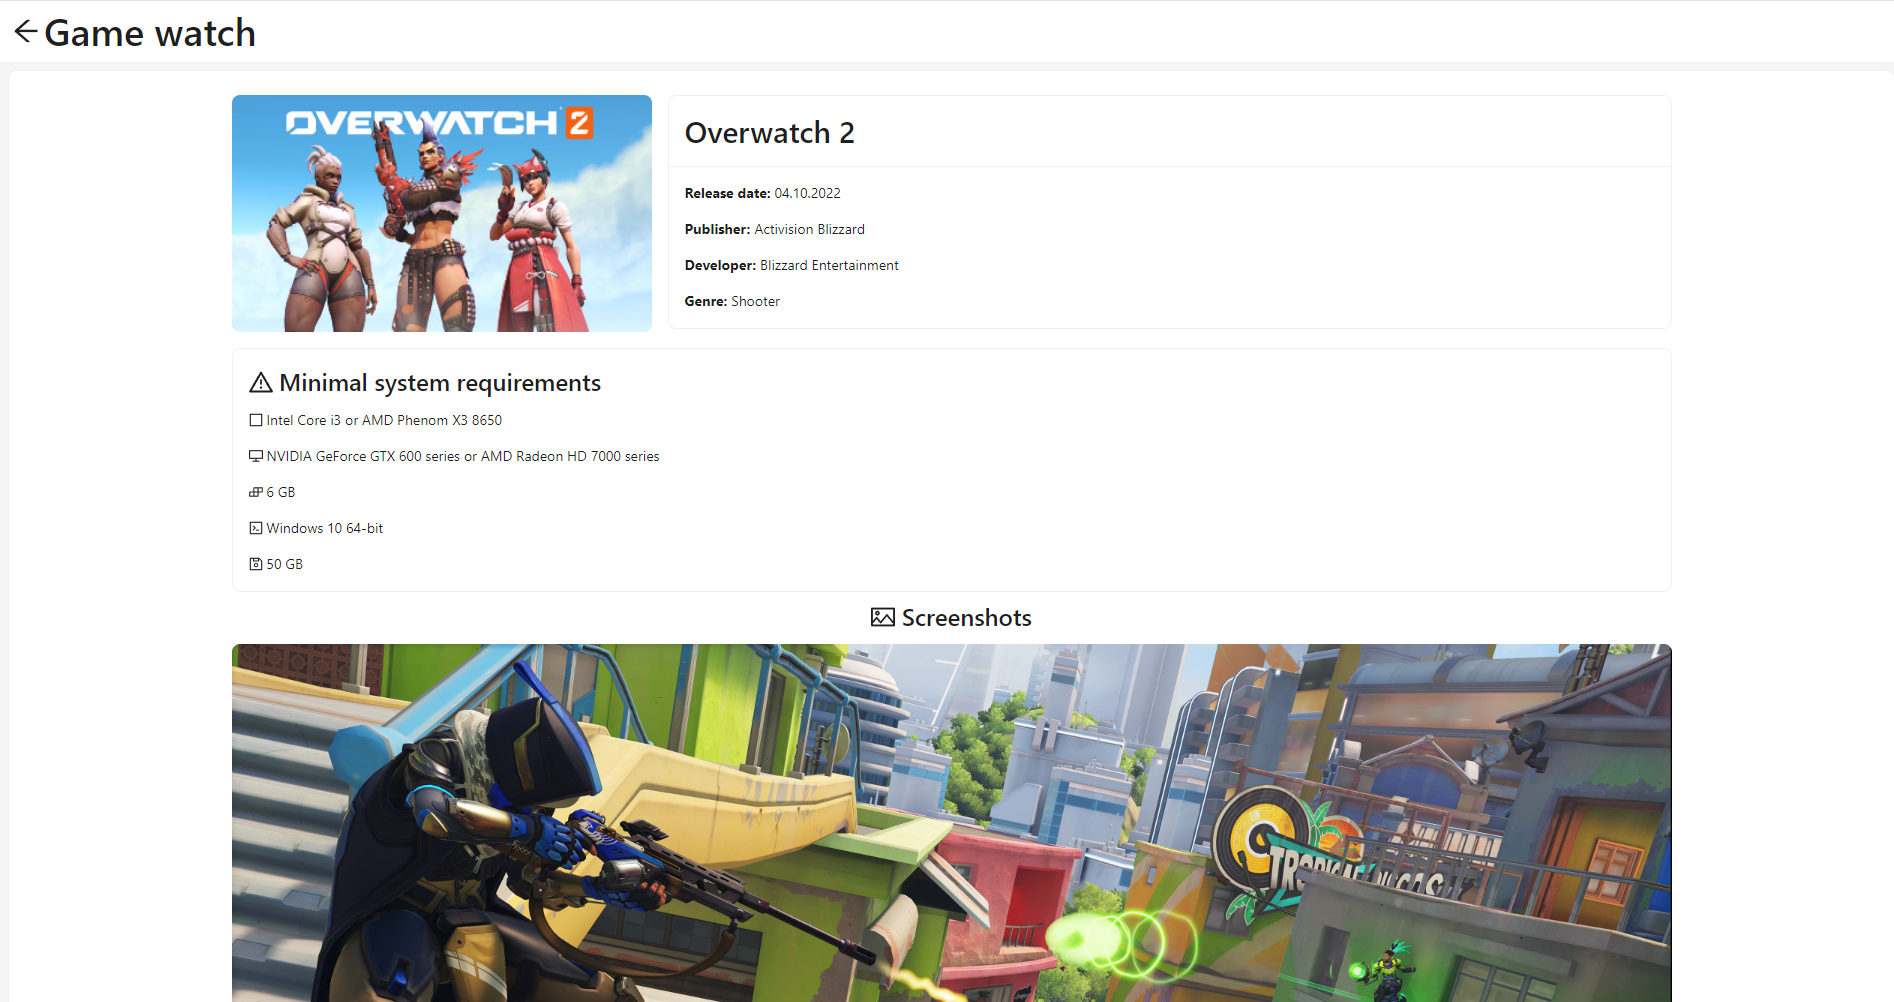 Game watch
OVERWATCH 2
Overwatch 2
Release date: 04.10.2022
Publisher: Activision Blizzard
Developer: Blizzard Entertainment
Genre: Shooter
Minimal system requirements
Intel Core i3 or AMD Phenom X3 8650
NVIDIA GeForce GTX 600 series or AMD Radeon HD 7000 series
6 GB
Windows 10 64-bit
50 GB
Screenshots